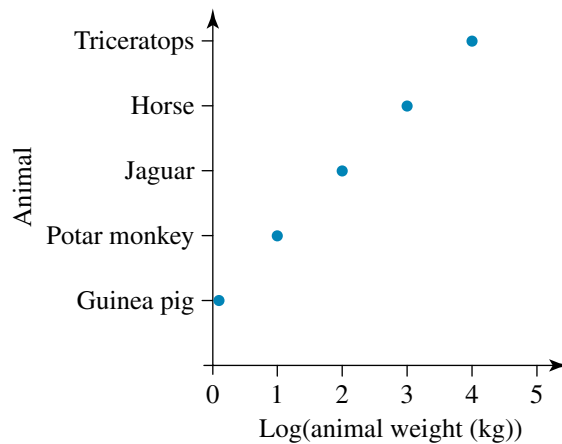 Triceratops
Horse
Jaguar
Potar monkey
Guinea pig
Animal
0 1 2 3 4 5
Log(animal weight (kg))